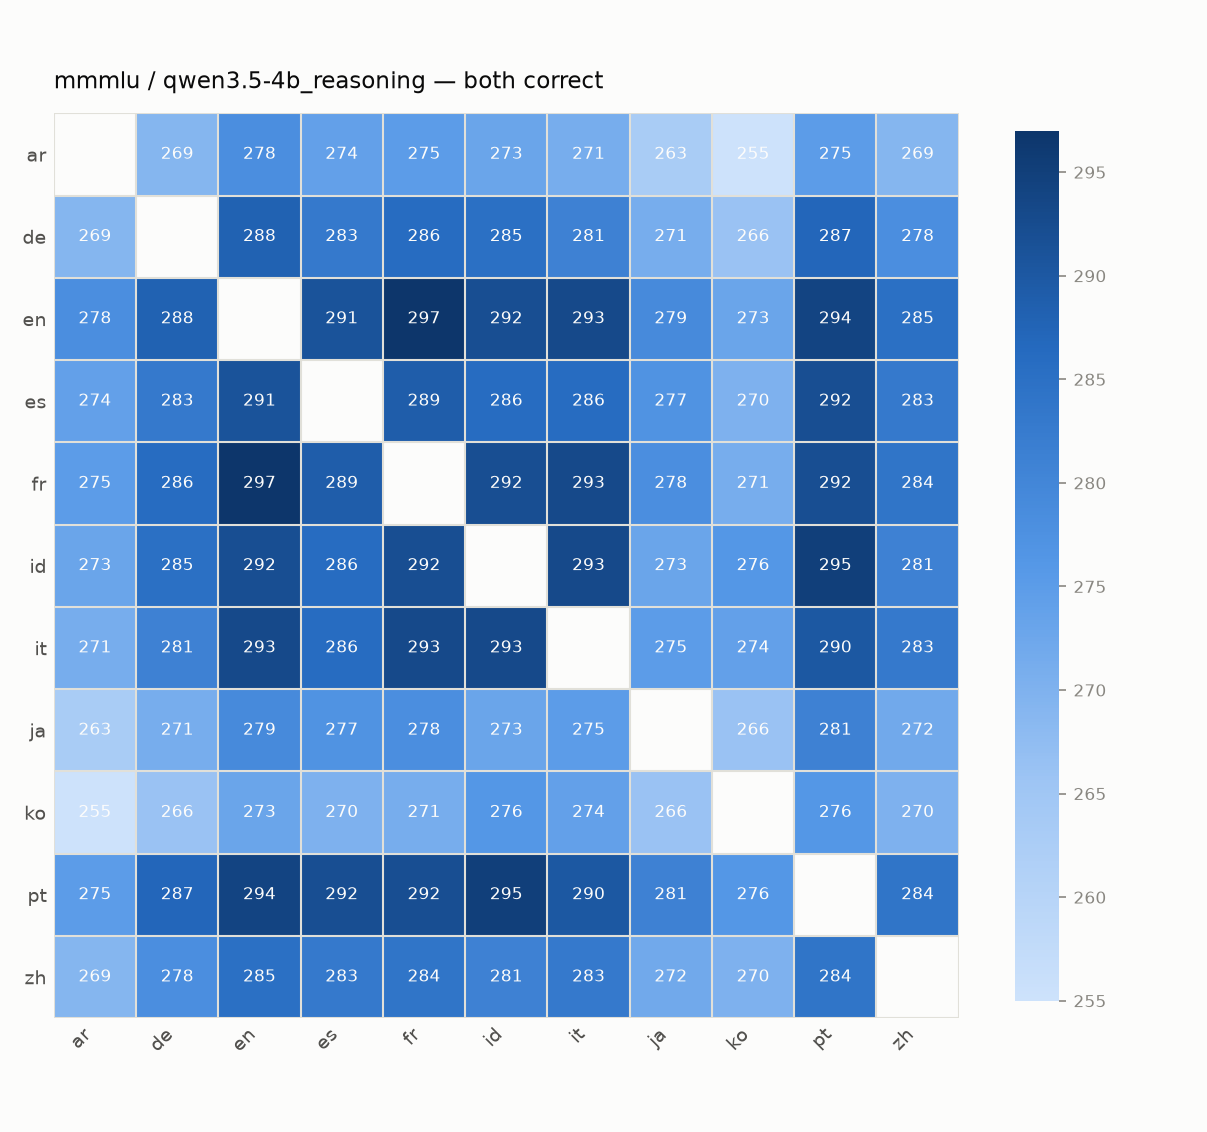 mmmlu / qwen3.5-4b_reasoning — both correct
ar 269 278 274 275 273 271 263 255 275 269
de 269 288 283 286 285 281 271 266 287 278
en 278 288 291 297 292 293 279 273 294 285
es 274 283 291 289 286 286 277 270 292 283
fr 275 286 297 289 292 293 278 271 292 284
id 273 285 292 286 292 293 273 276 295 281
it 271 281 293 286 293 293 275 274 290 283
ja 263 271 279 277 278 273 275 266 281 272
ko 255 266 273 270 271 276 274 266 276 270
pt 275 287 294 292 292 295 290 281 276 284
zh 269 278 285 283 284 281 283 272 270 284
ar de en es fr id it ja ko pt zh
295
290
285
280
275
270
265
260
255